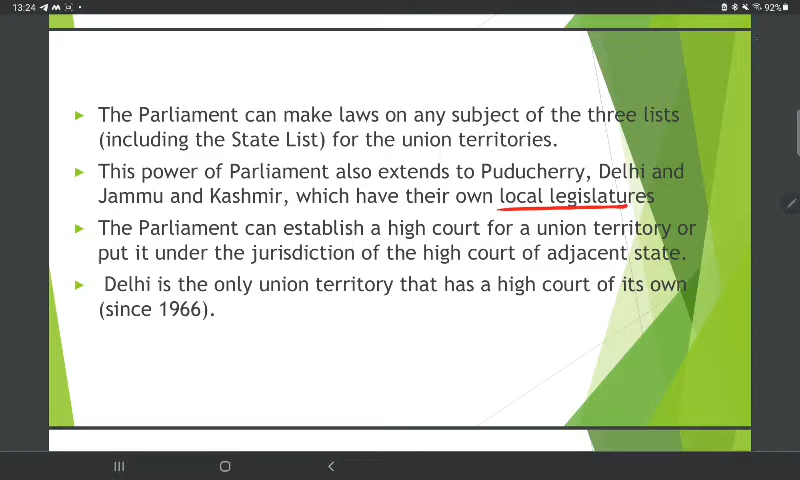 13:24
92%
The Parliament can make laws on any subject of the three lists
(including the State List) for the union territories.
This power of Parliament also extends to Puducherry, Delhi and
Jammu and Kashmir, which have their own local legislatures
The Parliament can establish a high court for a union territory or
put it under the jurisdiction of the high court of adjacent state.
Delhi is the only union territory that has a high court of its own
(since 1966).